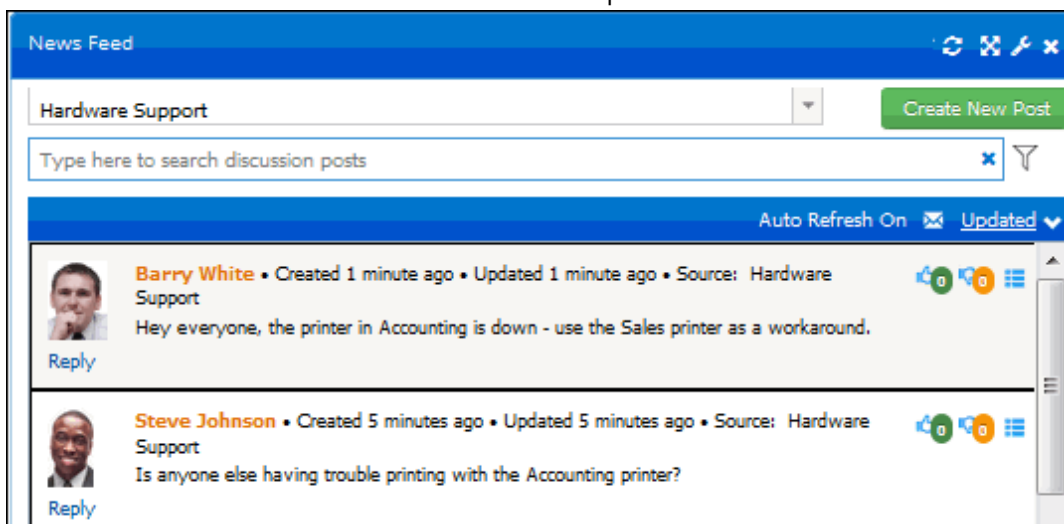 News Feed
Hardware Support
Create New Post
Type here to search discussion posts
Auto Refresh On Updated
Barry White • Created 1 minute ago • Updated 1 minute ago • Source: Hardware
Support
0 0
Hey everyone, the printer in Accounting is down - use the Sales printer as a workaround.
Reply
Steve Johnson • Created 5 minutes ago • Updated 5 minutes ago • Source: Hardware
Support
0 0
Is anyone else having trouble printing with the Accounting printer?
Reply